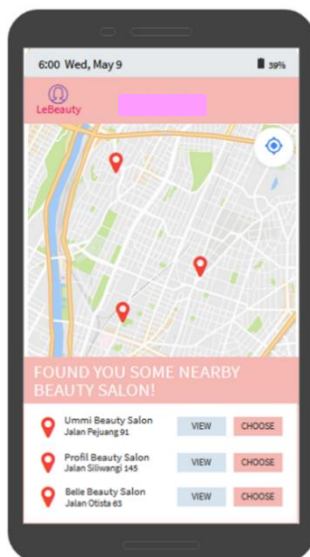 6:00 Wed, May 9
39%
LeBeauty
FOUND YOU SOME NEARBY
BEAUTY SALON!
Ummi Beauty Salon
Jalan Pejuang 91
VIEW
CHOOSE
Profil Beauty Salon
Jalan Siliwangi 145
VIEW
CHOOSE
Belle Beauty Salon
Jalan Otista 63
VIEW
CHOOSE